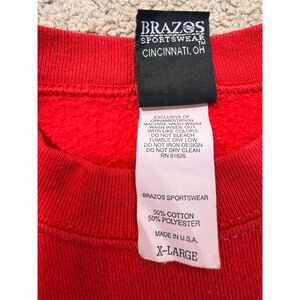 BRAZOS
SPORTSWEAR
TM
CINCINNATI, OH
EXCLUSIVE OF
ORNAMENTATION
MACHINE WASH WARM
WASH INSIDE OUT
WITH LIKE COLORS
DO NOT BLEACH
TUMBLE DRY LOW
DO NOT IRON DESIGN
DO NOT DRY CLEAN
RN 61626
BRAZOS SPORTSWEAR
50% COTTON
50% POLYESTER
MADE IN U.S.A.
X-LARGE